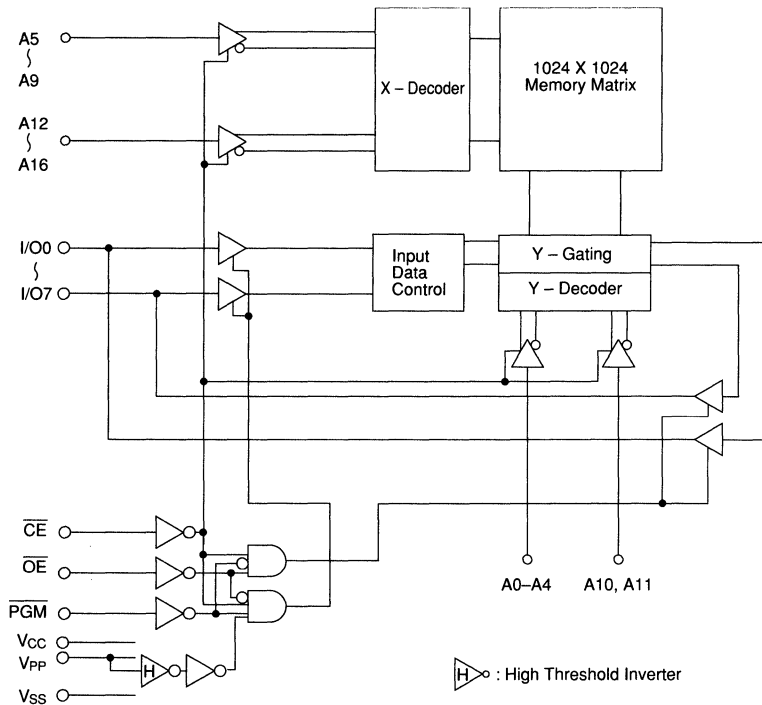 A5
A9
A12
A16
X – Decoder
1024 X 1024
Memory Matrix
I/O0
I/O7
Input
Data
Control
Y – Gating
Y – Decoder
CE
OE
PGM
VCC
VPP
VSS
H
A0–A4
A10, A11
H : High Threshold Inverter